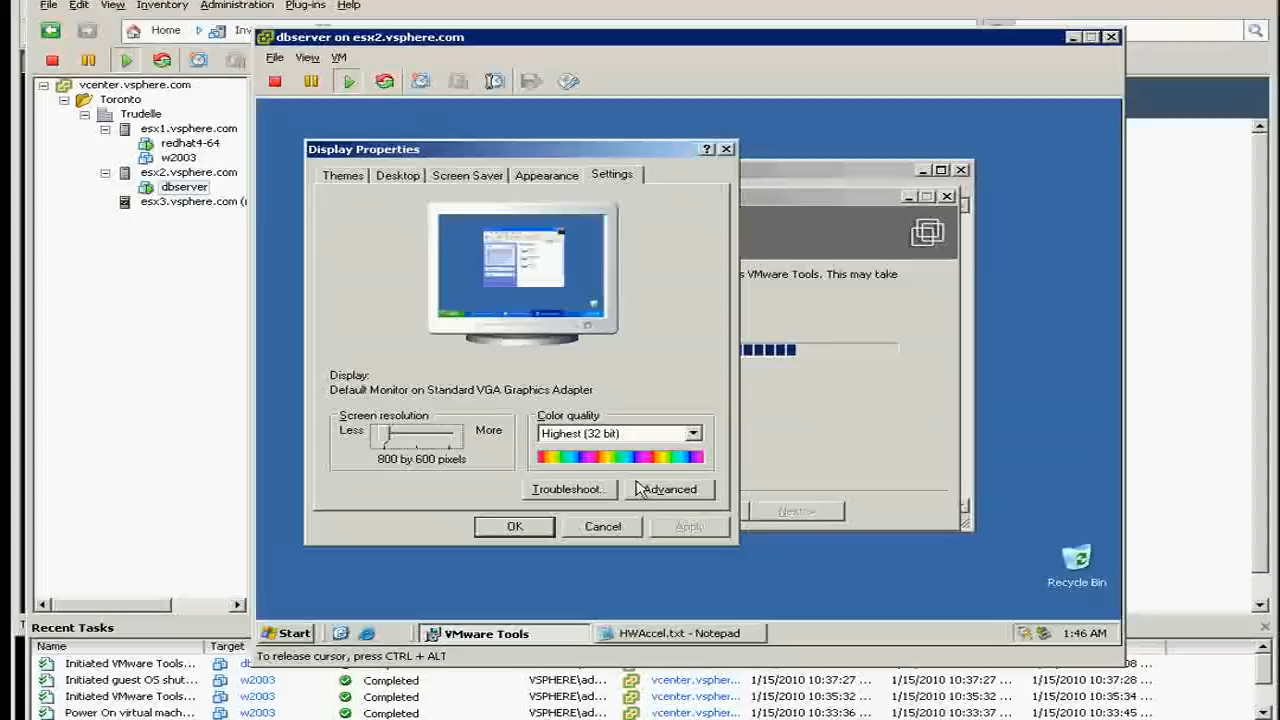 File Edit View Inventory Administration Plug-ins Help
Home
dbserver on esx2.vsphere.com
File View VM
vcenter.vsphere.com
Toronto
Trudelle
esx1.vsphere.com
redhat4-64
w2003
esx2.vsphere.com
dbserver
esx3.vsphere.com
Display Properties
Themes Desktop Screen Saver Appearance Settings
VMware Tools. This may take
Display:
Default Monitor on Standard VGA Graphics Adapter
Screen resolution
Less More
800 by 600 pixels
Color quality
Highest (32 bit)
Troubleshoot.. Advanced
OK Cancel Apply
Next >
Recycle Bin
Start VMware Tools HWAccel.txt - Notepad 1:46 AM
To release cursor, press CTRL + ALT
Recent Tasks
Name Target
Initiated VMware Tools...
Initiated guest OS shut... w2003 Completed VSPHERE\ad... vcenter.vspher... 1/15/2010 10:37:27 ... 1/15/2010 10:37:27 ... 1/15/2010 10:37:28 ...
Initiated VMware Tools... w2003 Completed VSPHERE\ad... vcenter.vspher... 1/15/2010 10:35:32 ... 1/15/2010 10:35:32 ... 1/15/2010 10:35:34 ...
Power On virtual mach... w2003 Completed VSPHERE\ad... vcenter.vspher... 1/15/2010 10:33:36 ... 1/15/2010 10:33:37 ... 1/15/2010 10:33:45 ...